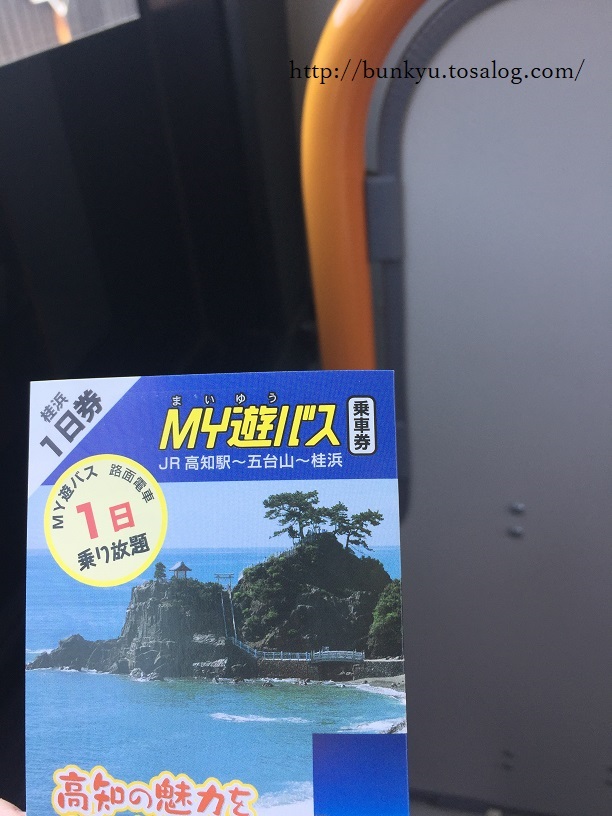 http://bunkyu.tosalog.com/
桂浜
1日券
まいゆう
MY遊バス
乗車券
JR高知駅～五台山～桂浜
MY遊バス 路面電車
1日
乗り放題
高知の魅力を